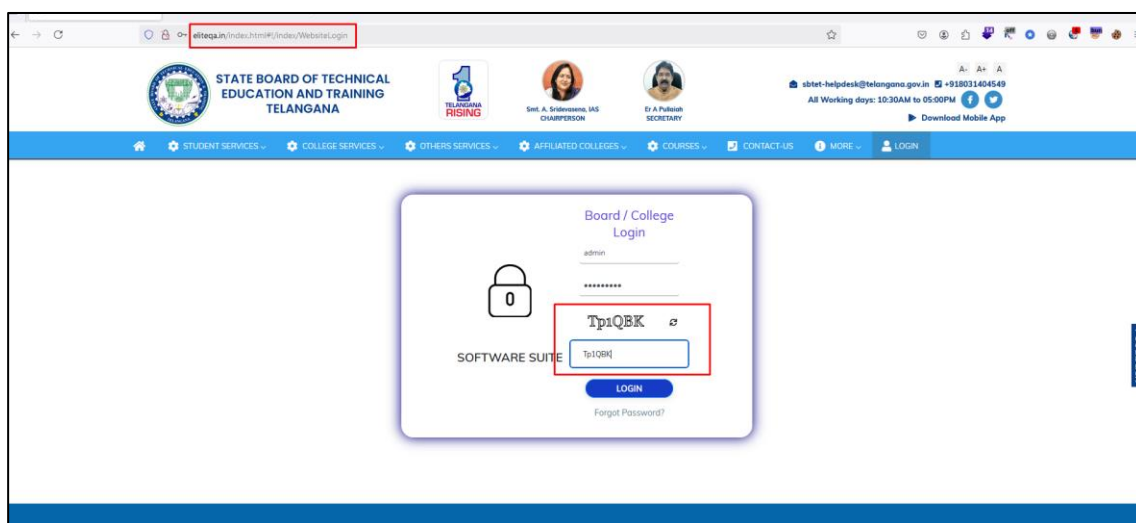 eliteqa.in/index.html#!/index/WebsiteLogin
STATE BOARD OF TECHNICAL
EDUCATION AND TRAINING
TELANGANA
TELANGANA
RISING
Smt. A. Sridevasena, IAS
CHAIRPERSON
Er A Pullaiah
SECRETARY
A- A+ A
sbtet-helpdesk@telangana.gov.in +918031404549
All Working days: 10:30AM to 05:00PM
Download Mobile App
STUDENT SERVICES COLLEGE SERVICES OTHERS SERVICES AFFILIATED COLLEGES COURSES CONTACT-US MORE LOGIN
Board / College
Login
admin
•••••••••
0
Tp1QBK
SOFTWARE SUITE
Tp1QBK
LOGIN
Forgot Password?